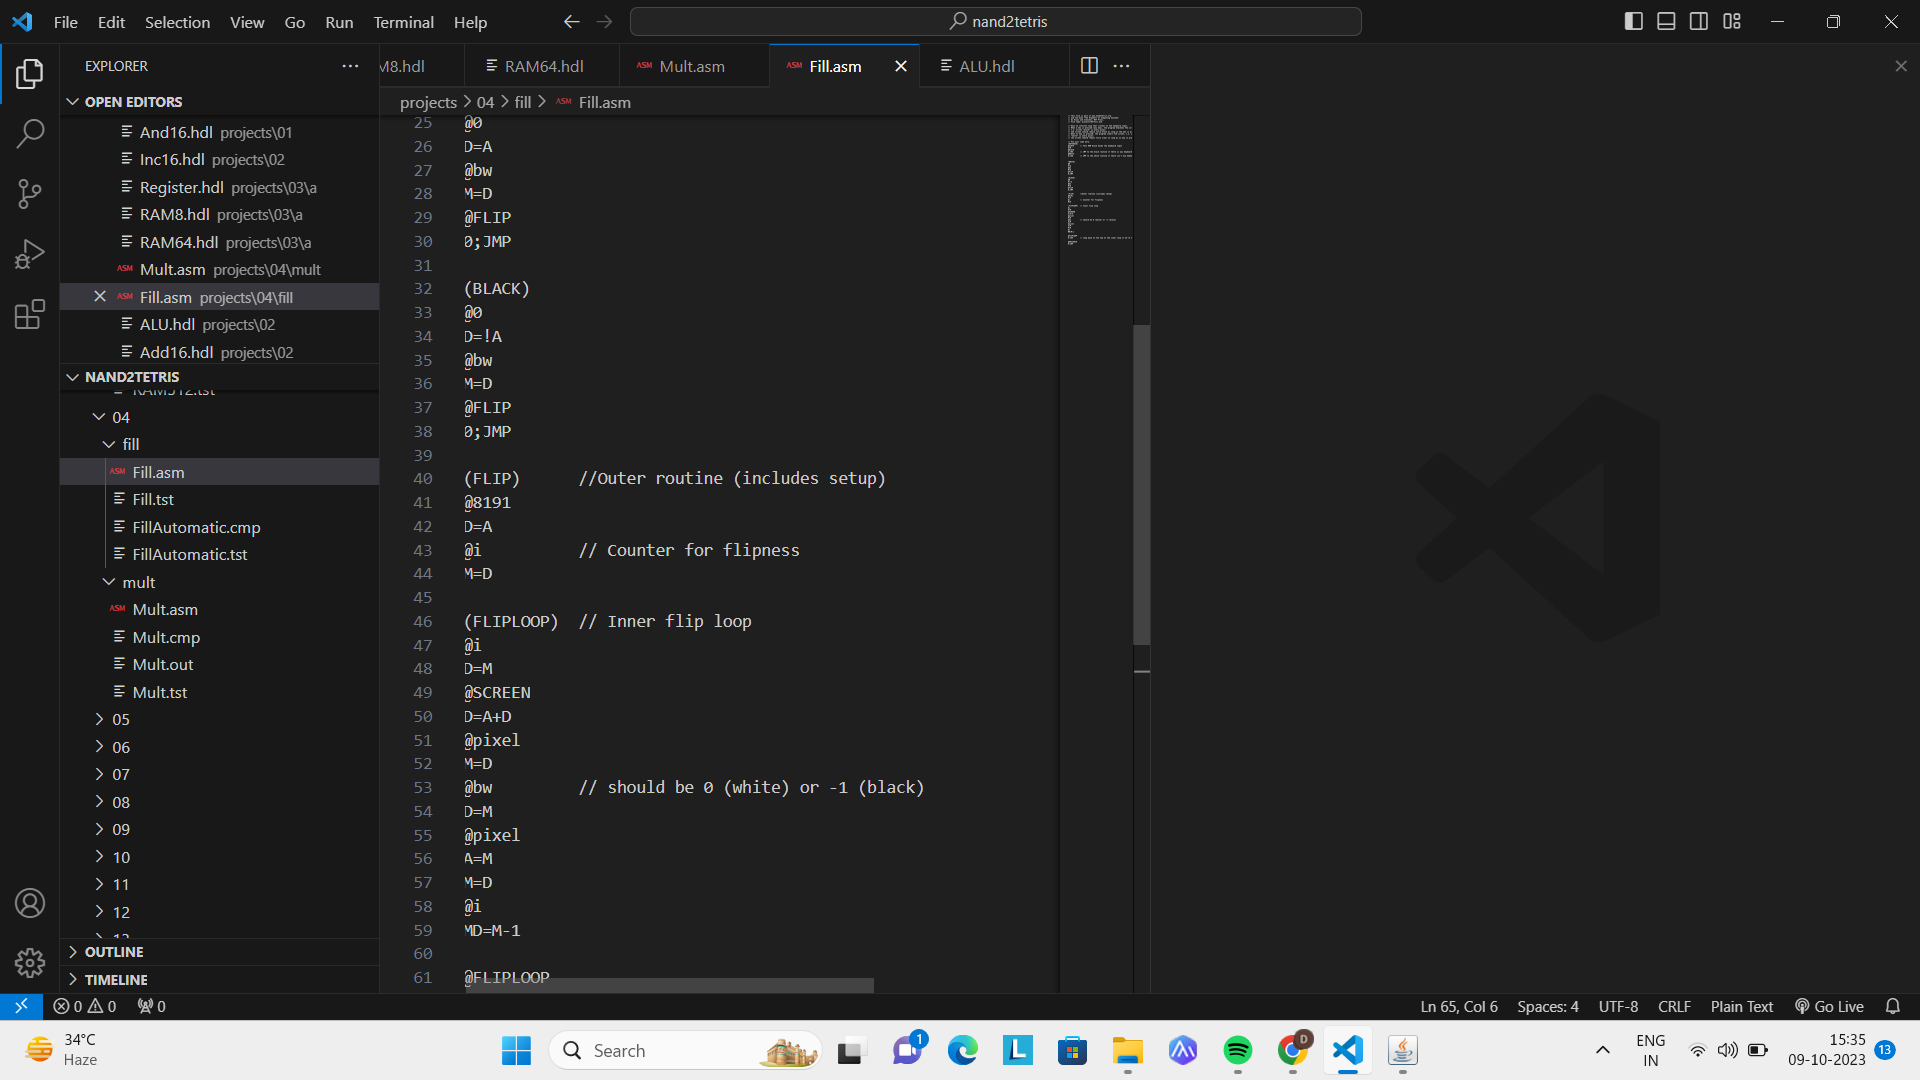 File Edit Selection View Go Run Terminal Help
nand2tetris
EXPLORER
OPEN EDITORS
And16.hdl projects\01
Inc16.hdl projects\02
Register.hdl projects\03\a
RAM8.hdl projects\03\a
RAM64.hdl projects\03\a
ASM Mult.asm projects\04\mult
ASM Fill.asm projects\04\fill
ALU.hdl projects\02
Add16.hdl projects\02
NAND2TETRIS
RAM512.tst
04
fill
ASM Fill.asm
Fill.tst
FillAutomatic.cmp
FillAutomatic.tst
mult
ASM Mult.asm
Mult.cmp
Mult.out
Mult.tst
05
06
07
08
09
10
11
12
13
OUTLINE
TIMELINE
M8.hdl
RAM64.hdl
ASM Mult.asm
ASM Fill.asm
ALU.hdl
projects > 04 > fill > ASM Fill.asm
25 @0
26 D=A
27 @bw
28 M=D
29 @FLIP
30 0;JMP
31
32 (BLACK)
33 @0
34 D=!A
35 @bw
36 M=D
37 @FLIP
38 0;JMP
39
40 (FLIP) //Outer routine (includes setup)
41 @8191
42 D=A
43 @i // Counter for flipness
44 M=D
45
46 (FLIPLOOP) // Inner flip loop
47 @i
48 D=M
49 @SCREEN
50 D=A+D
51 @pixel
52 M=D
53 @bw // should be 0 (white) or -1 (black)
54 D=M
55 @pixel
56 A=M
57 M=D
58 @i
59 MD=M-1
60
61 @FLIPLOOP
0 0 0
Ln 65, Col 6 Spaces: 4 UTF-8 CRLF Plain Text Go Live
34°C
Haze
Search
1
L
D
ENG
IN
15:35
09-10-2023
13